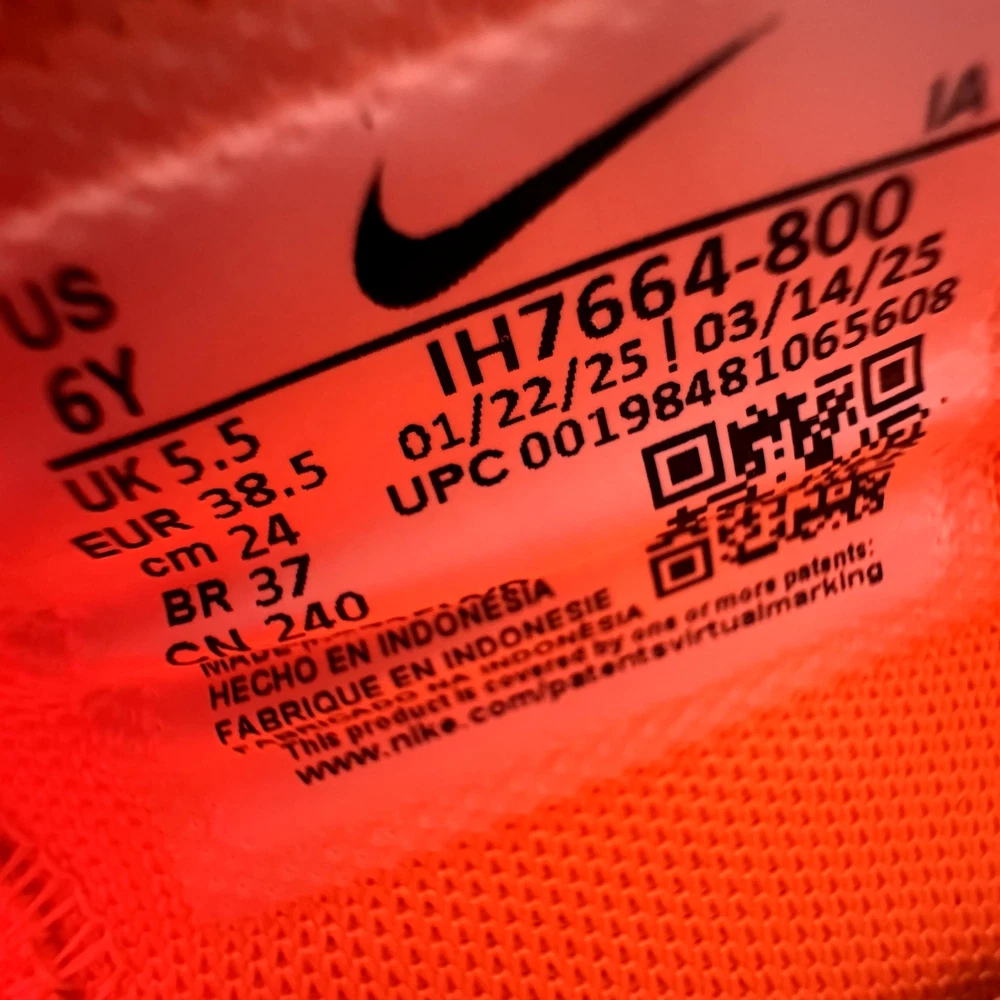 IA
US
6Y
IH7664-800
01/22/25 ! 03/14/25
UPC 00198481065608
UK 5.5
EUR 38.5
cm 24
BR 37
CN 240
HECHO EN INDONESIA
FABRIQUE EN INDONESIE
This product is covered by one or more patents:
www.nike.com/patentsvirtualmarking